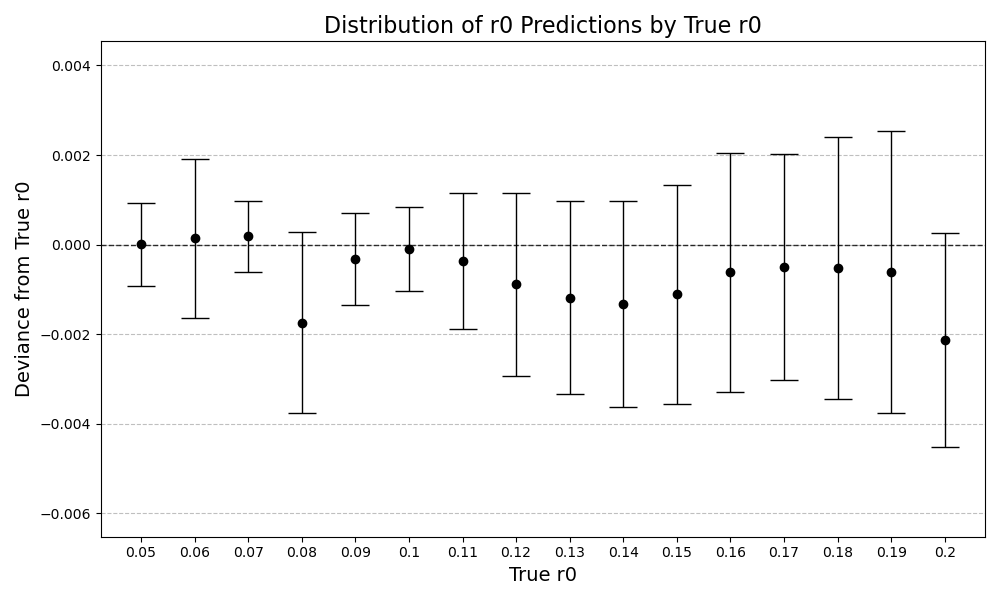 Distribution of r0 Predictions by True r0
Deviance from True r0
0.004
0.002
0.000
−0.002
−0.004
−0.006
0.05 0.06 0.07 0.08 0.09 0.1 0.11 0.12 0.13 0.14 0.15 0.16 0.17 0.18 0.19 0.2
True r0